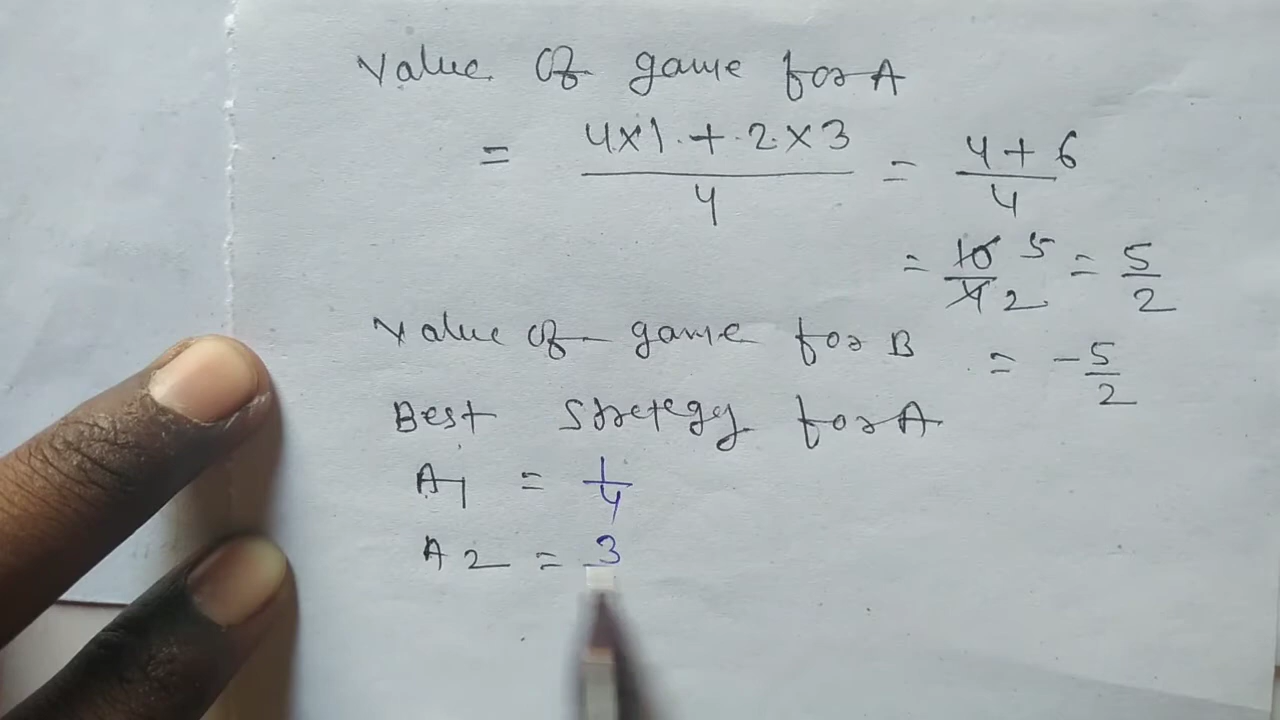 Value of game for A
= 4×1 + 2×3 / 4 = 4+6 / 4
= 10 5 / 4 2 = 5/2
Value of game for B = -5/2
Best Stretegy for A
A1 = 1/4
A2 = 3